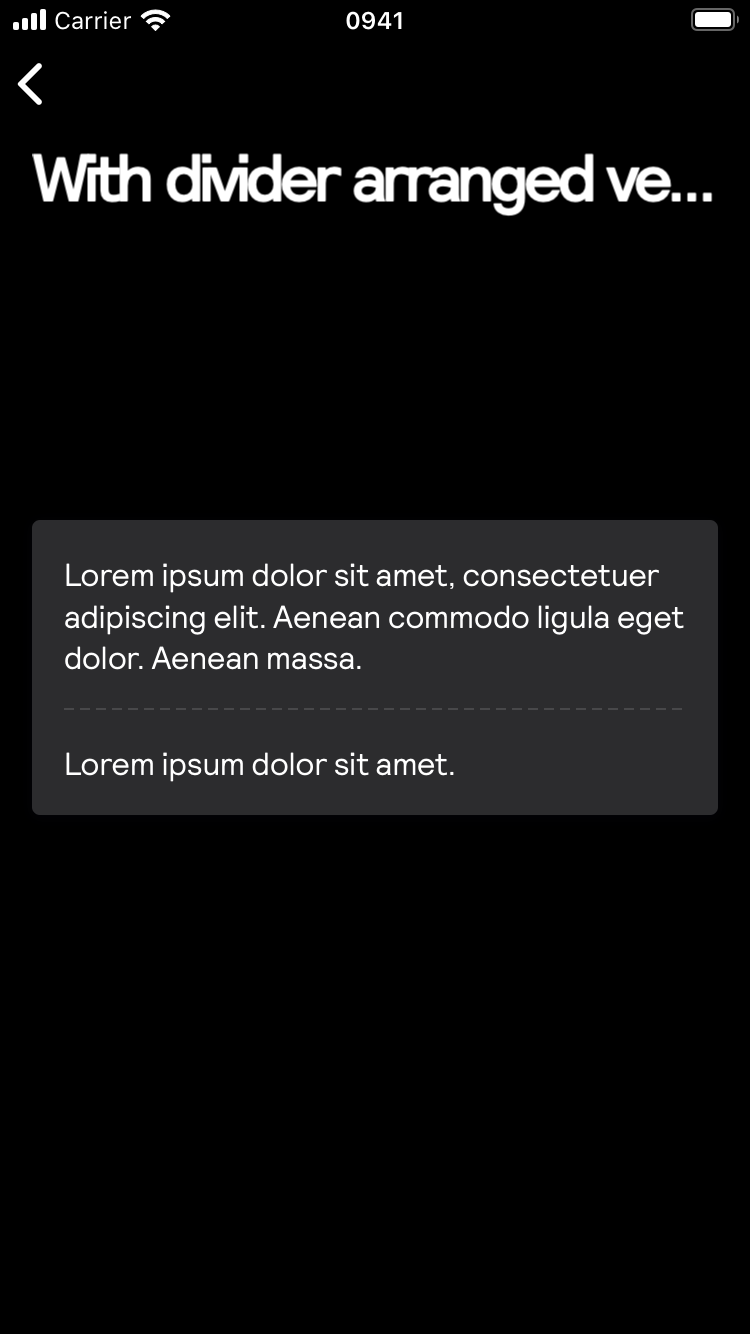 Carrier
0941
With divider arranged ve...
Lorem ipsum dolor sit amet, consectetuer
adipiscing elit. Aenean commodo ligula eget
dolor. Aenean massa.
Lorem ipsum dolor sit amet.